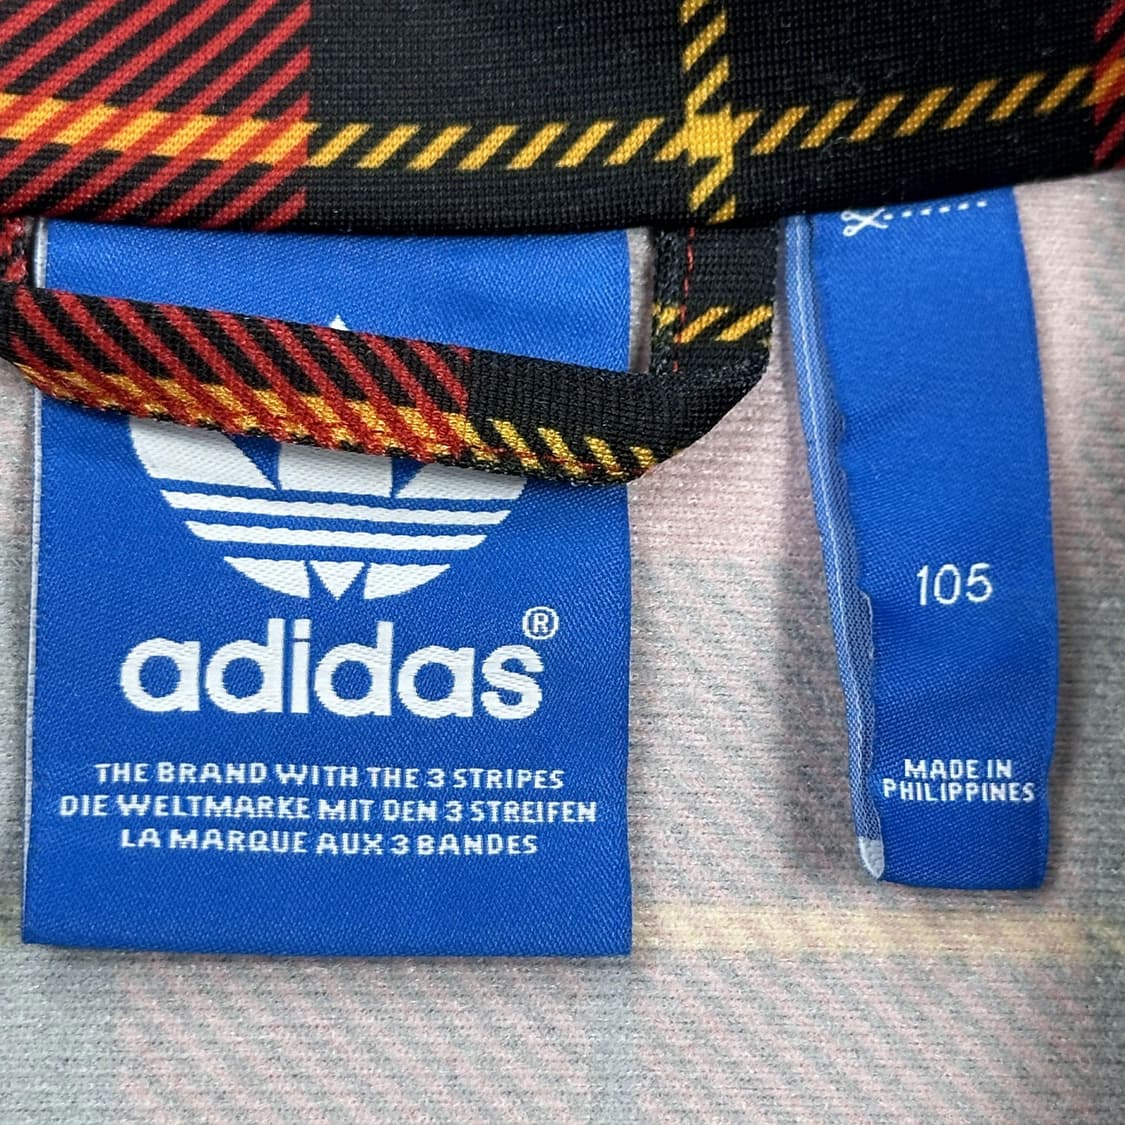 adidas®
THE BRAND WITH THE 3 STRIPES
DIE WELTMARKE MIT DEN 3 STREIFEN
LA MARQUE AUX 3 BANDES
105
MADE IN
PHILIPPINES